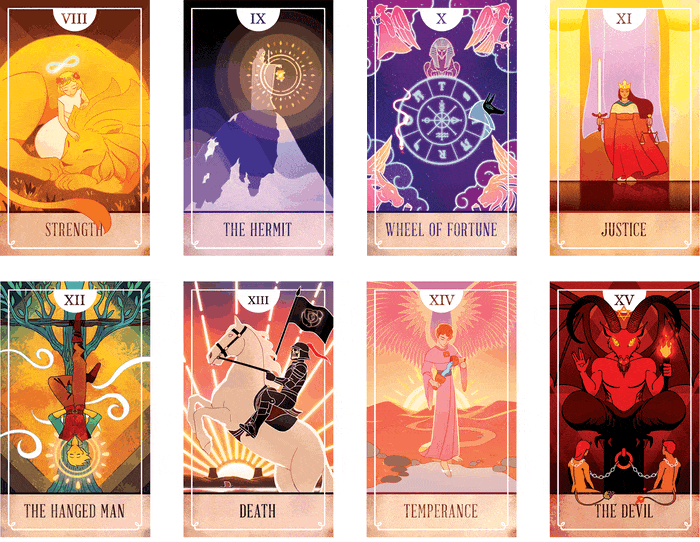 VIII
STRENGTH
IX
THE HERMIT
X
WHEEL OF FORTUNE
XI
JUSTICE
XII
THE HANGED MAN
XIII
DEATH
XIV
TEMPERANCE
XV
THE DEVIL